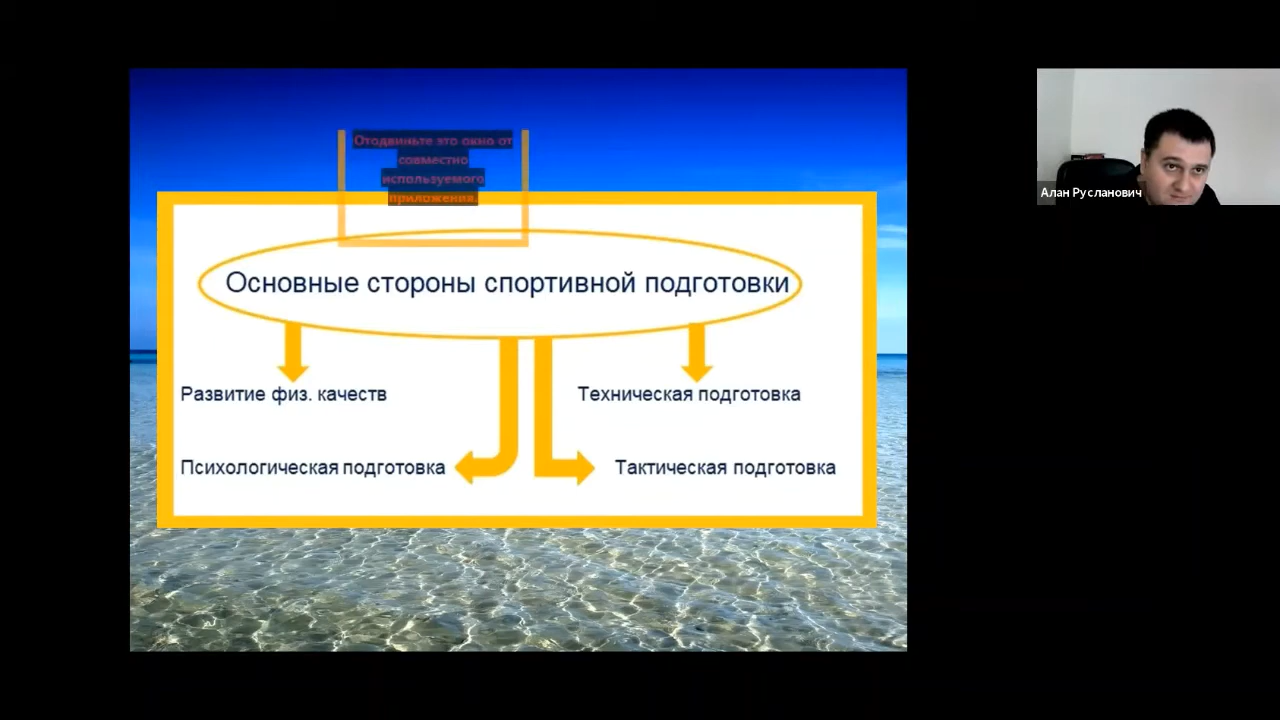 Отодвиньте это окно от
совместно
используемого
приложения.
Алан Русланович
Основные стороны спортивной подготовки
Развитие физ. качеств
Техническая подготовка
Психологическая подготовка
Тактическая подготовка